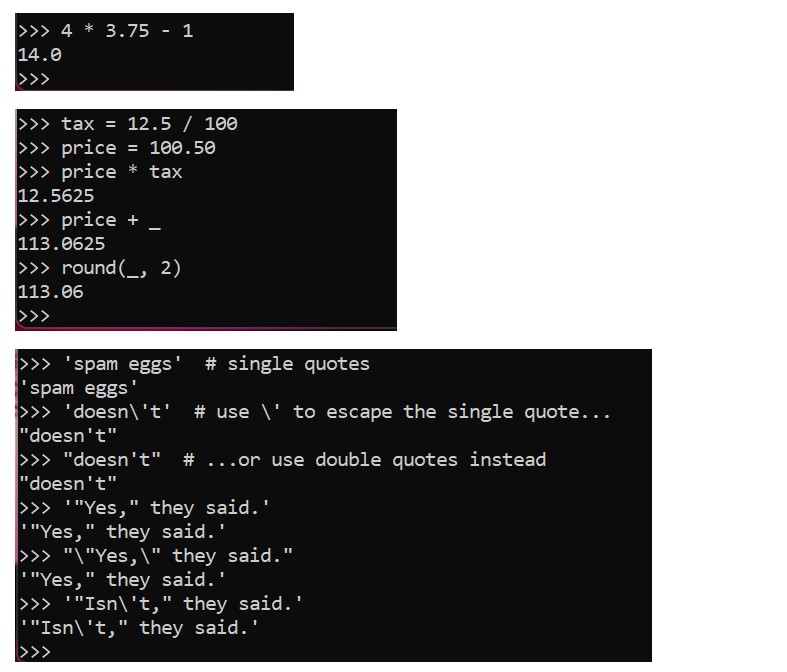 >>> 4 * 3.75 - 1
14.0
>>>
>>> tax = 12.5 / 100
>>> price = 100.50
>>> price * tax
12.5625
>>> price + _
113.0625
>>> round(_, 2)
113.06
>>>
>>> 'spam eggs'  # single quotes
'spam eggs'
>>> 'doesn\'t'  # use \' to escape the single quote...
"doesn't"
>>> "doesn't"  # ...or use double quotes instead
"doesn't"
>>> '"Yes," they said.'
'"Yes," they said.'
>>> "\"Yes,\" they said."
'"Yes," they said.'
>>> '"Isn\'t," they said.'
'"Isn\'t," they said.'
>>>